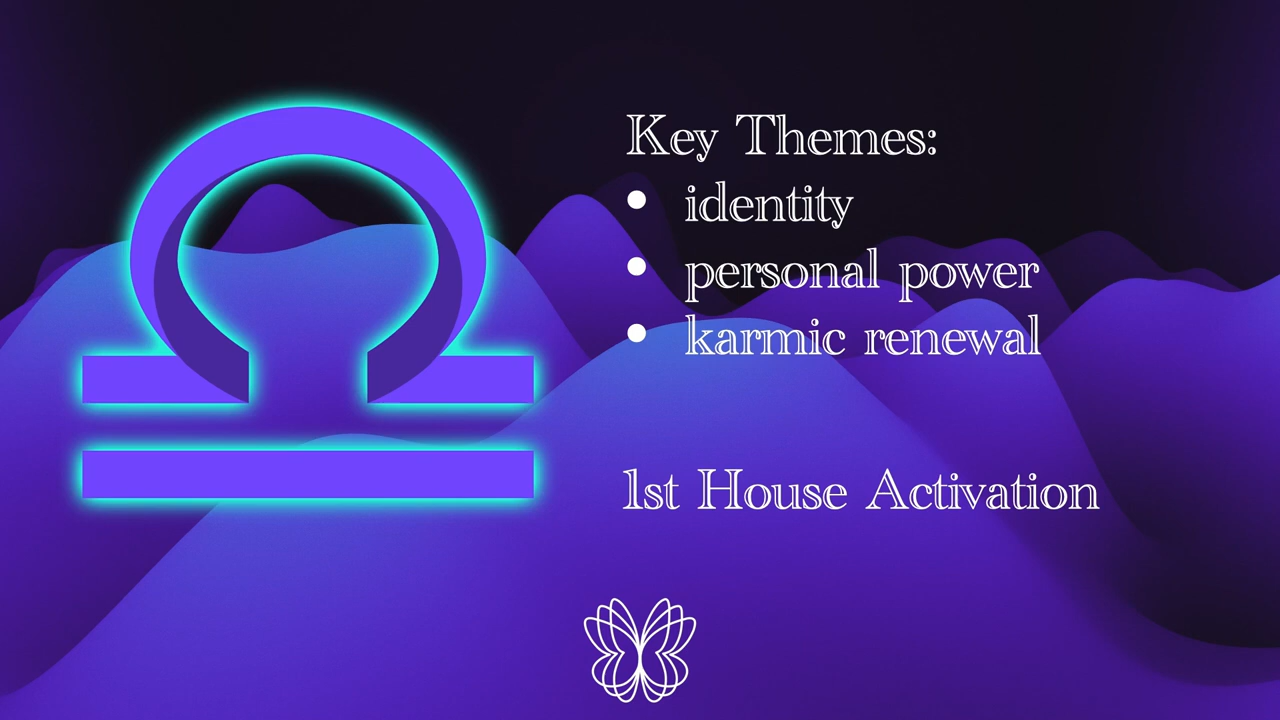 Key Themes:
• identity
• personal power
• karmic renewal
1st House Activation